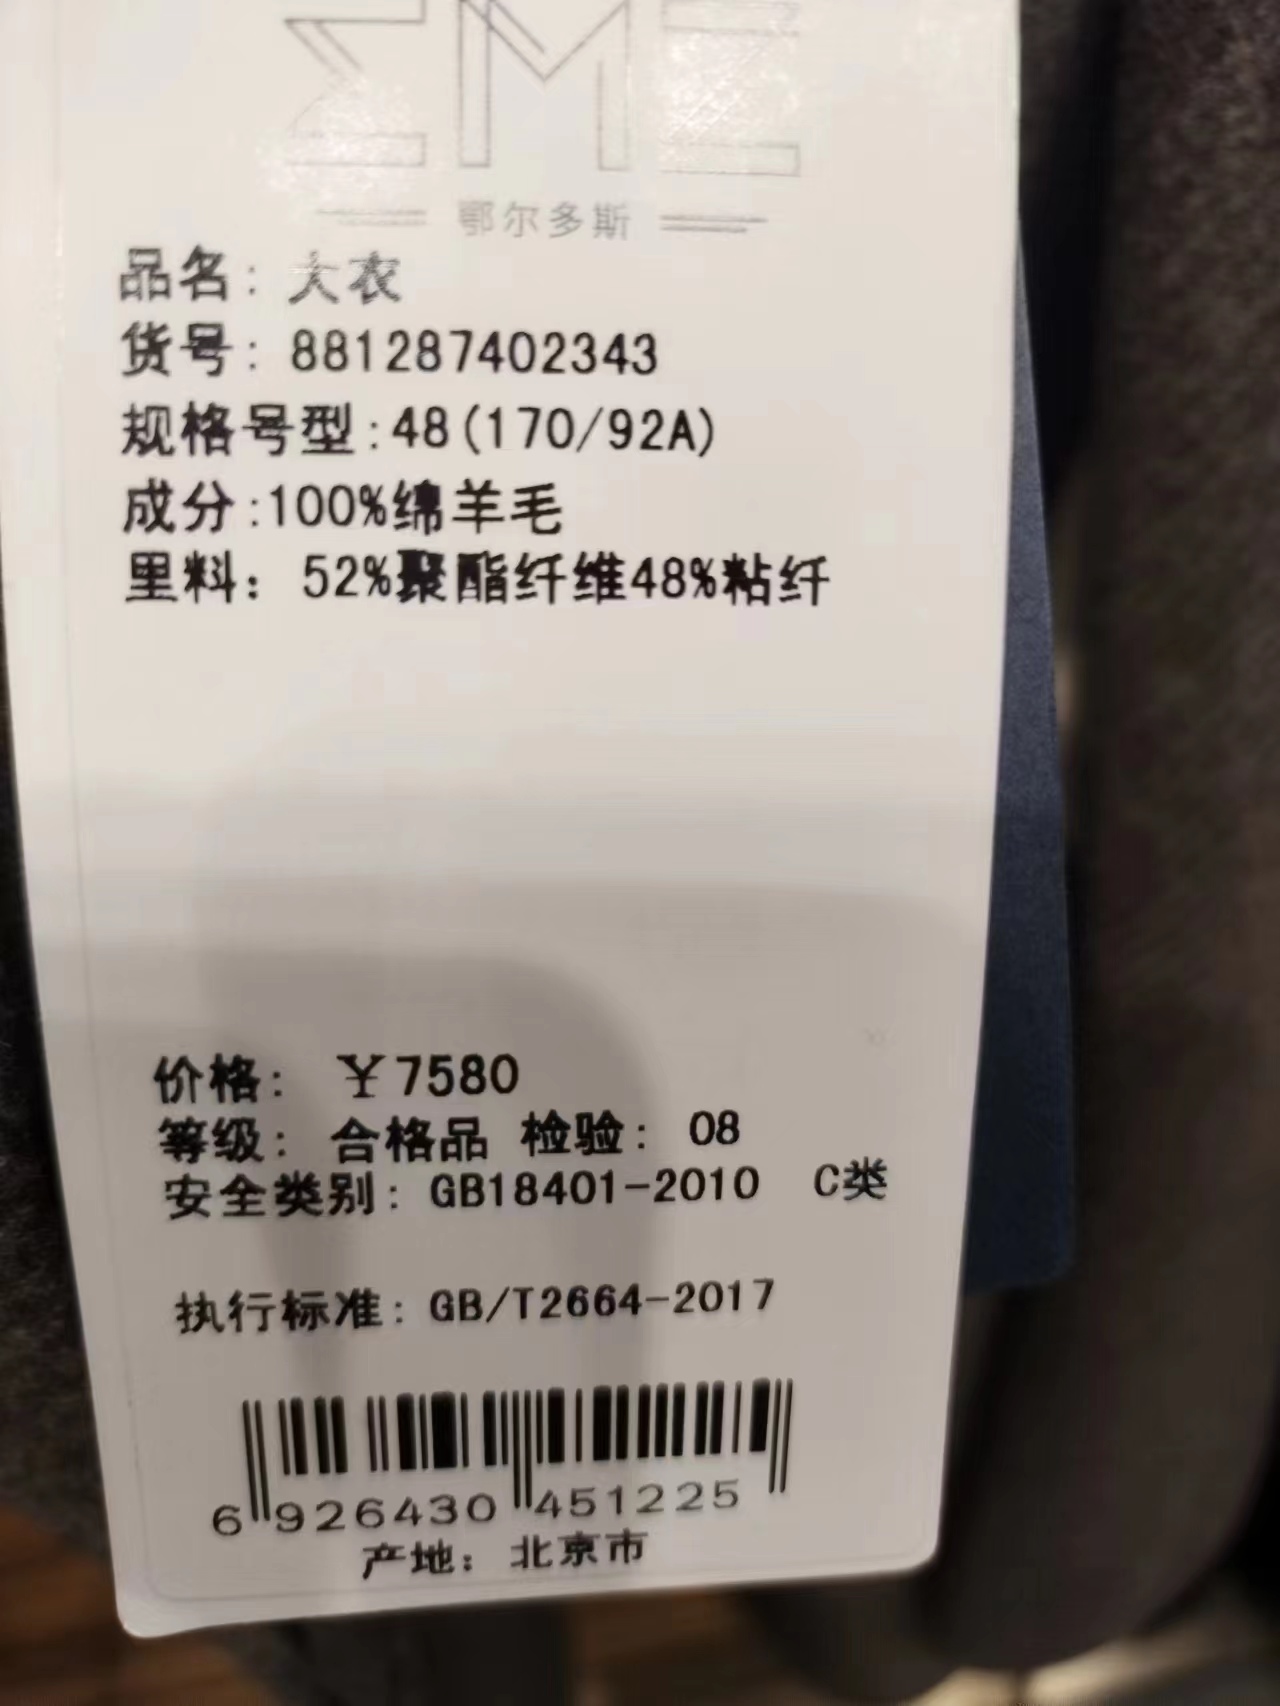 EME
鄂尔多斯
品名: 大衣
货号: 881287402343
规格号型:48(170/92A)
成分:100%绵羊毛
里料: 52%聚酯纤维48%粘纤
价格: ¥7580
等级: 合格品 检验: 08
安全类别: GB18401-2010 C类
执行标准: GB/T2664-2017
6 926430 451225
产地: 北京市